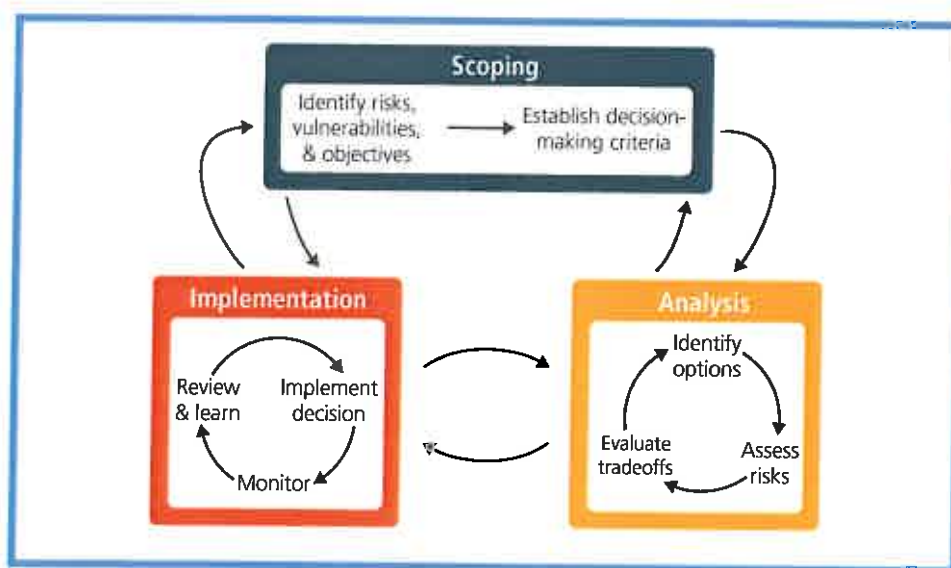 Scoping
Identify risks,
vulnerabilities,
& objectives
Establish decision-
making criteria
Implementation
Review
& learn
Implement
decision
Monitor
Analysis
Identify
options
Assess
risks
Evaluate
tradeoffs